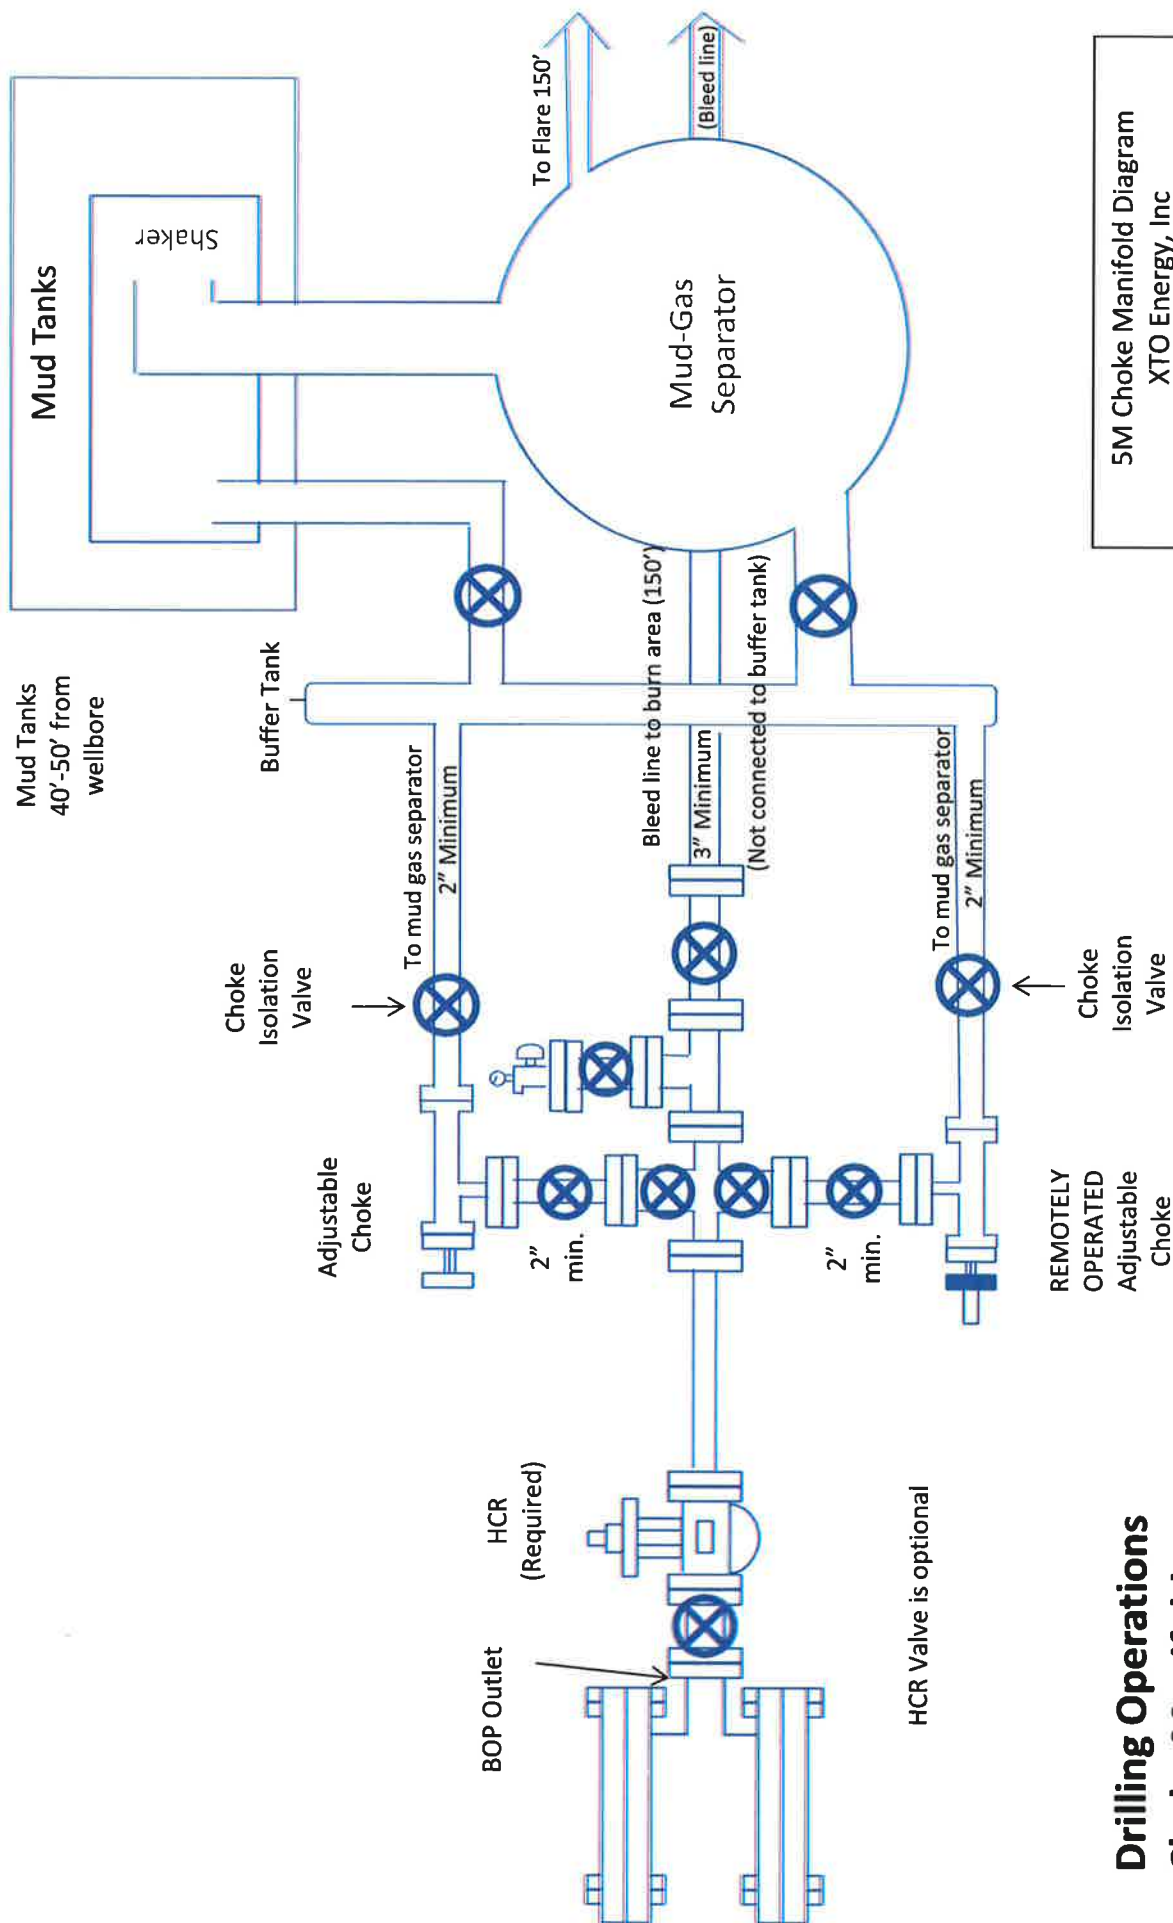 Mud Tanks
40'-50' from
wellbore
Mud Tanks
Shaker
Buffer Tank
Choke
Isolation
Valve
Adjustable
Choke
To mud gas separator
2" Minimum
To Flare 150'
HCR
(Required)
BOP Outlet
2"
min.
Bleed line to burn area (150')
3" Minimum
(Not connected to buffer tank)
Mud-Gas
Separator
(Bleed line)
2"
min.
HCR Valve is optional
To mud gas separator
2" Minimum
REMOTELY
OPERATED
Adjustable
Choke
Choke
Isolation
Valve
Drilling Operations
5M Choke Manifold Diagram
XTO Energy, Inc